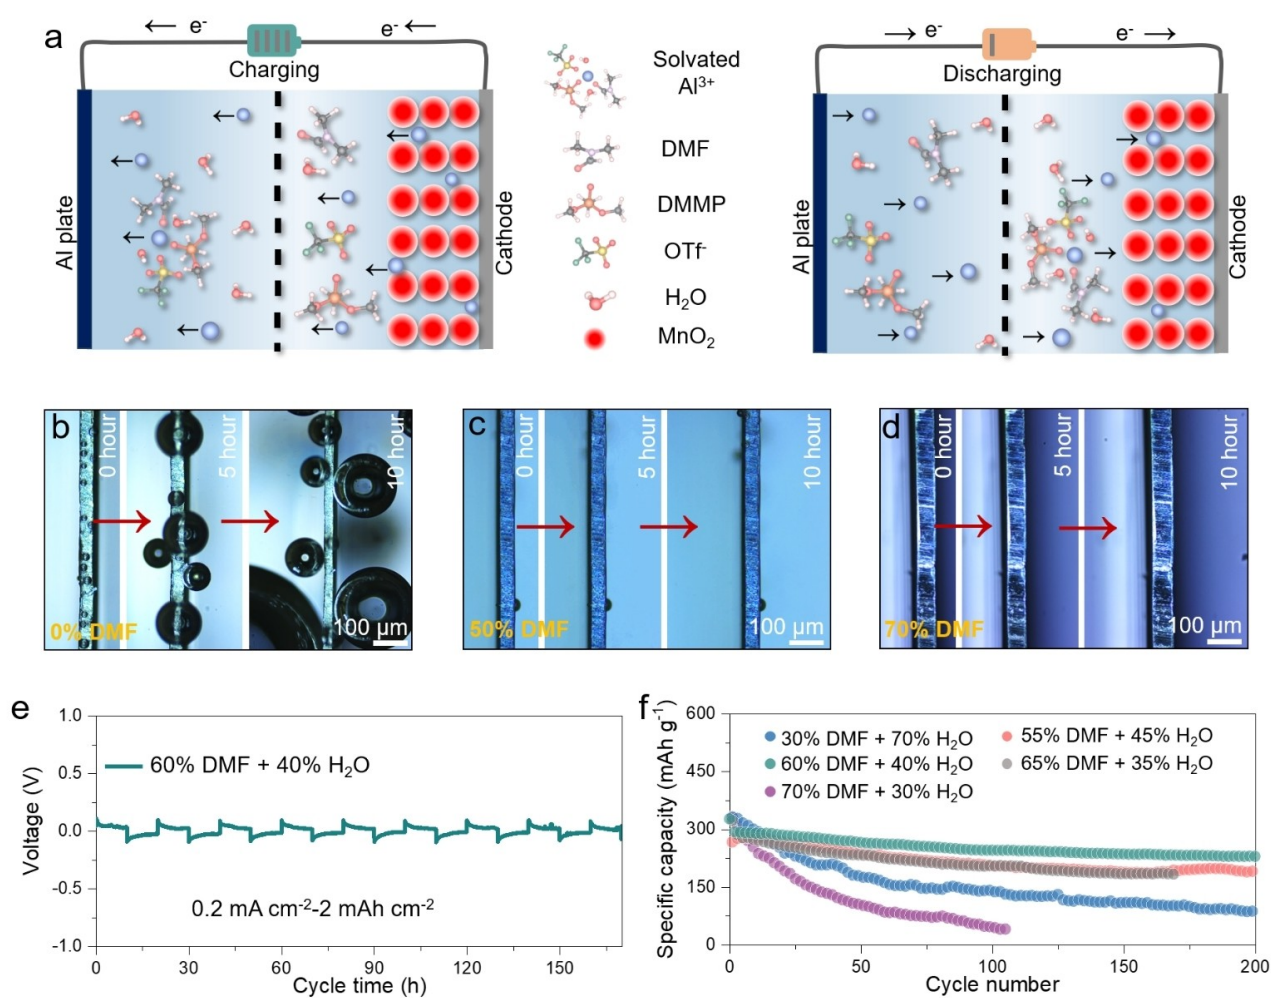 a
← e⁻
e⁻ ←
Charging
Al plate
Cathode
Solvated
Al³⁺
DMF
DMMP
OTf⁻
H₂O
MnO₂
→ e⁻
e⁻ →
Discharging
Al plate
Cathode
b
0 hour
5 hour
10 hour
0% DMF
100 μm
c
0 hour
5 hour
10 hour
50% DMF
100 μm
d
0 hour
5 hour
10 hour
70% DMF
100 μm
e
Voltage (V)
1.0
0.5
0.0
-0.5
-1.0
60% DMF + 40% H₂O
0.2 mA cm⁻²-2 mAh cm⁻²
0 30 60 90 120 150
Cycle time (h)
f
Specific capacity (mAh g⁻¹)
600
450
300
150
0
30% DMF + 70% H₂O
55% DMF + 45% H₂O
60% DMF + 40% H₂O
65% DMF + 35% H₂O
70% DMF + 30% H₂O
0 50 100 150 200
Cycle number